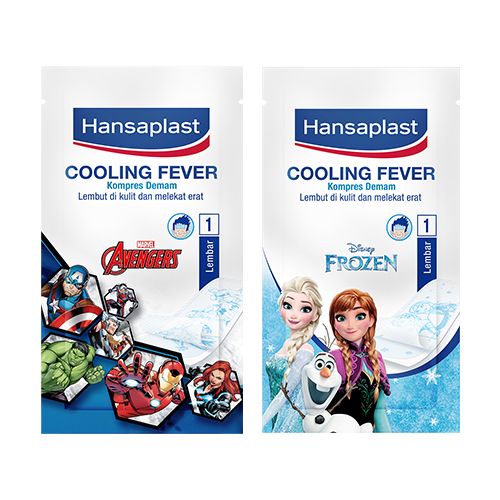 Hansaplast
COOLING FEVER
Kompres Demam
Lembut di kulit dan melekat erat
1
Lembar
MARVEL
AVENGERS
Hansaplast
COOLING FEVER
Kompres Demam
Lembut di kulit dan melekat erat
1
Lembar
Disney
FROZEN